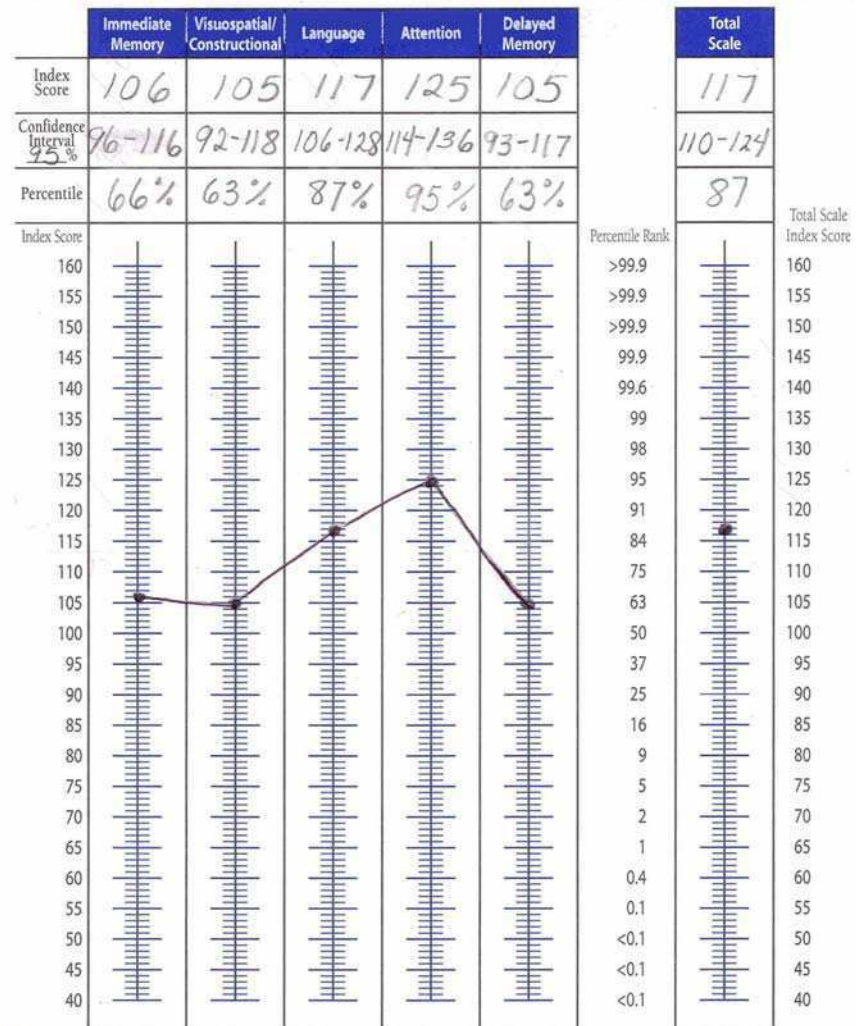 Immediate Memory Visuospatial/ Constructional Language Attention Delayed Memory Total Scale
Index Score 106 105 117 125 105 117
Confidence Interval 95 % 96-116 92-118 106-128 114-136 93-117 110-124
Percentile 66% 63% 87% 95% 63% 87
Index Score Percentile Rank Total Scale Index Score
160 >99.9 160
155 >99.9 155
150 >99.9 150
145 99.9 145
140 99.6 140
135 99 135
130 98 130
125 95 125
120 91 120
115 84 115
110 75 110
105 63 105
100 50 100
95 37 95
90 25 90
85 16 85
80 9 80
75 5 75
70 2 70
65 1 65
60 0.4 60
55 0.1 55
50 <0.1 50
45 <0.1 45
40 <0.1 40